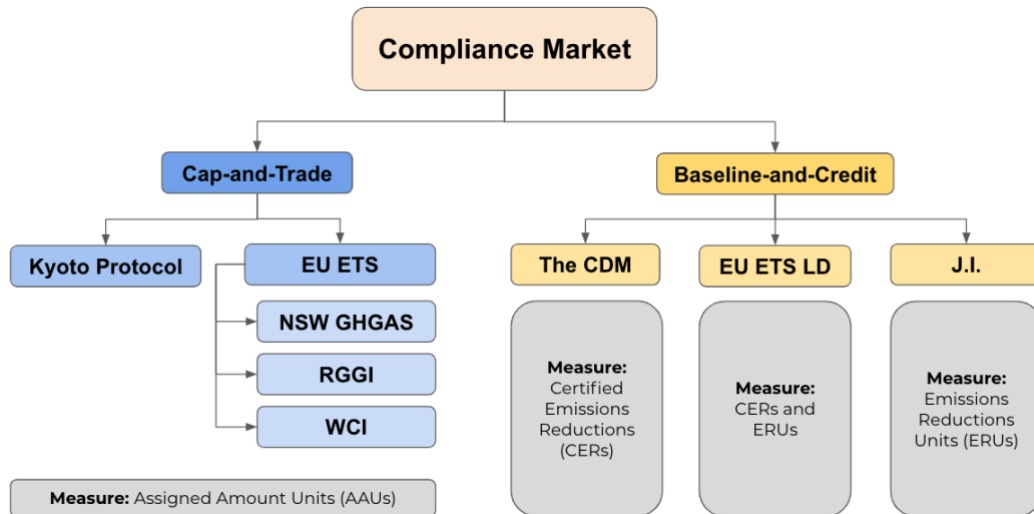 Compliance Market
Cap-and-Trade
Baseline-and-Credit
Kyoto Protocol
EU ETS
The CDM
EU ETS LD
J.I.
NSW GHGAS
RGGI
WCI
Measure:
Certified
Emissions
Reductions
(CERs)
Measure:
CERs and
ERUs
Measure:
Emissions
Reductions
Units (ERUs)
Measure: Assigned Amount Units (AAUs)